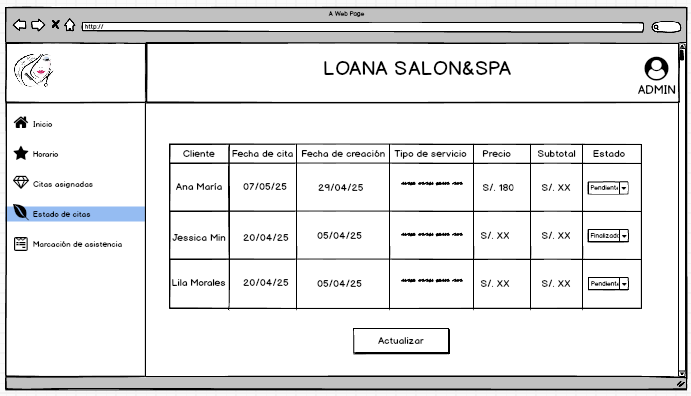 A Web Page
http://
LOANA SALON&SPA
ADMIN
Inicio
Horario
Citas asignadas
Estado de citas
Marcación de asistencia
Cliente Fecha de cita Fecha de creación Tipo de servicio Precio Subtotal Estado
Ana María 07/05/25 29/04/25 S/. 180 S/. XX Pendiente
Jessica Min 20/04/25 05/04/25 S/. XX S/. XX Finalizado
Lila Morales 20/04/25 05/04/25 S/. XX S/. XX Pendiente
Actualizar